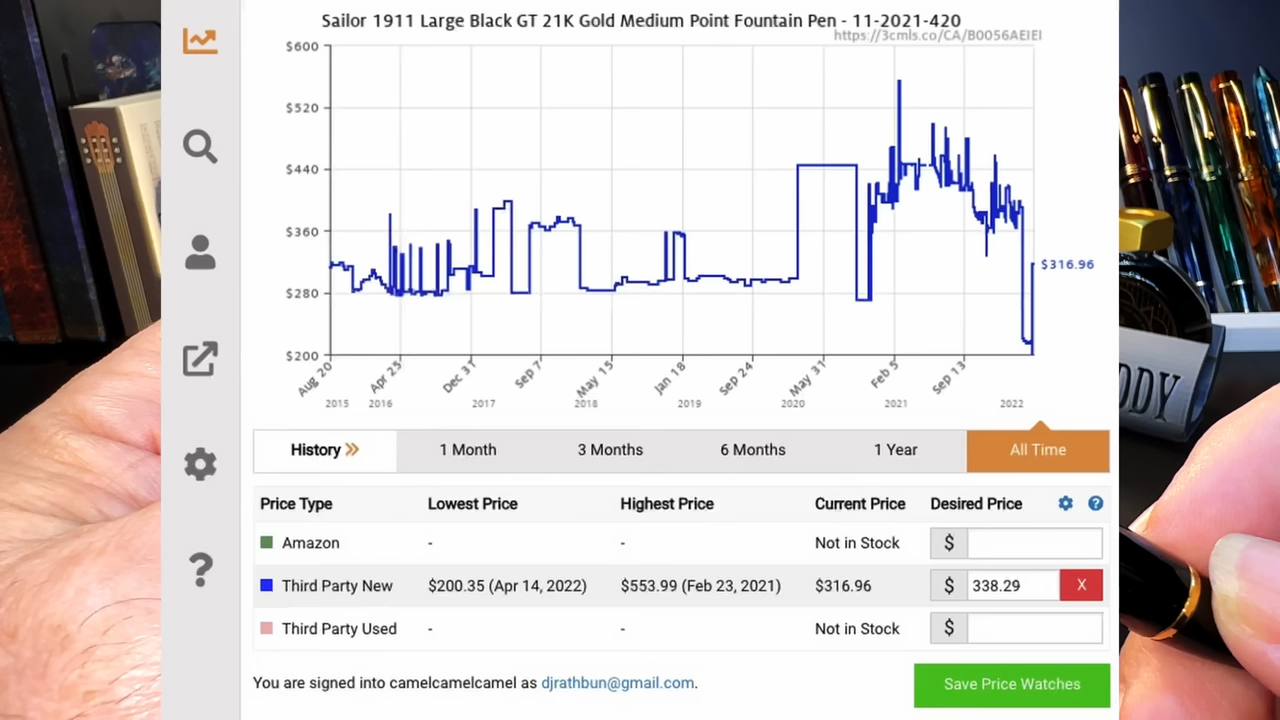 Sailor 1911 Large Black GT 21K Gold Medium Point Fountain Pen - 11-2021-420
https://3cmls.co/CA/B0056AEIEI
$600
$520
$440
$360
$280
$200
$316.96
Aug 20 Apr 25 Dec 31 Sep 7 May 15 Jan 18 Sep 24 May 31 Feb 5 Sep 13
2015 2016 2017 2018 2019 2020 2021 2022
History 1 Month 3 Months 6 Months 1 Year All Time
Price Type Lowest Price Highest Price Current Price Desired Price ?
Amazon - - Not in Stock $
Third Party New $200.35 (Apr 14, 2022) $553.99 (Feb 23, 2021) $316.96 $ 338.29 X
Third Party Used - - Not in Stock $
You are signed into camelcamelcamel as djrathbun@gmail.com.
Save Price Watches
?
DDY